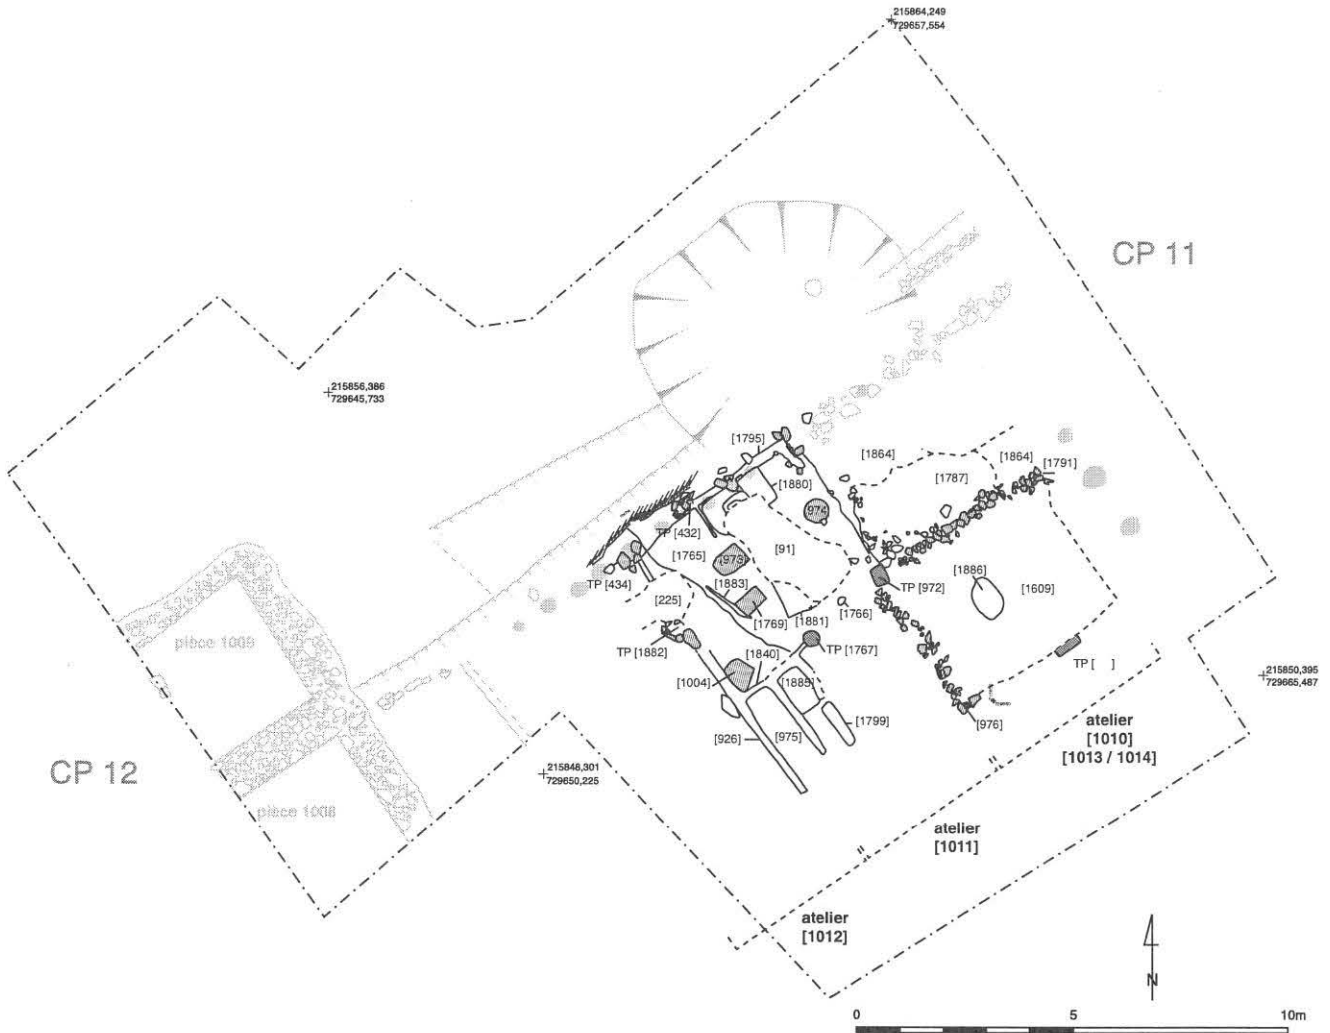 215864,249
729657,554
CP 11
215856,386
729645,733
[1795]
[1864]
[1864]
[1791]
[1787]
[1880]
974
TP [432]
[91]
[1765]
[973]
[1886]
TP [434]
[1883]
TP [972]
[1609]
[225]
[1769]
[1881]
[1766]
pièce 1005
TP [1882]
[1840]
TP [1767]
TP [ ]
215850,395
729665,487
[1004]
[1885]
[1799]
[976]
atelier
[1010]
[1013 / 1014]
[926]
[975]
CP 12
215848,301
729650,225
pièce 1008
atelier
[1011]
atelier
[1012]
N
0 5 10m